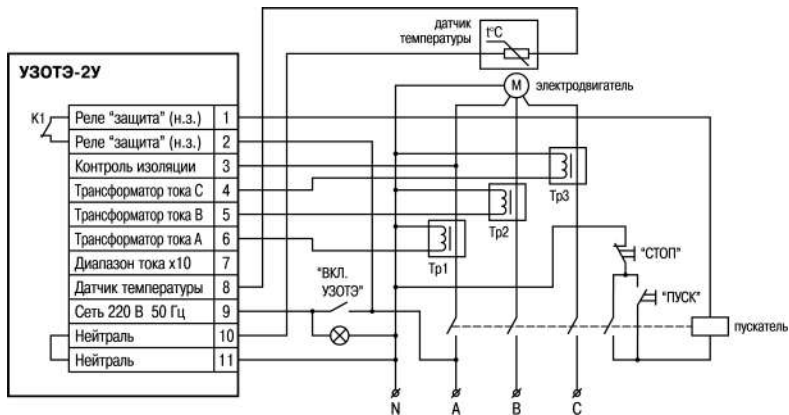 датчик
температуры
t°C
УЗОТЭ-2У
М
электродвигатель
К1
Реле "защита" (н.з.) 1
Реле "защита" (н.з.) 2
Контроль изоляции 3
Трансформатор тока С 4
Трансформатор тока В 5
Трансформатор тока А 6
Диапазон тока х10 7
Датчик температуры 8
Сеть 220 В 50 Гц 9
Нейтраль 10
Нейтраль 11
Тр3
Тр2
Тр1
"ВКЛ.
УЗОТЭ"
"СТОП"
"ПУСК"
пускатель
N A B C